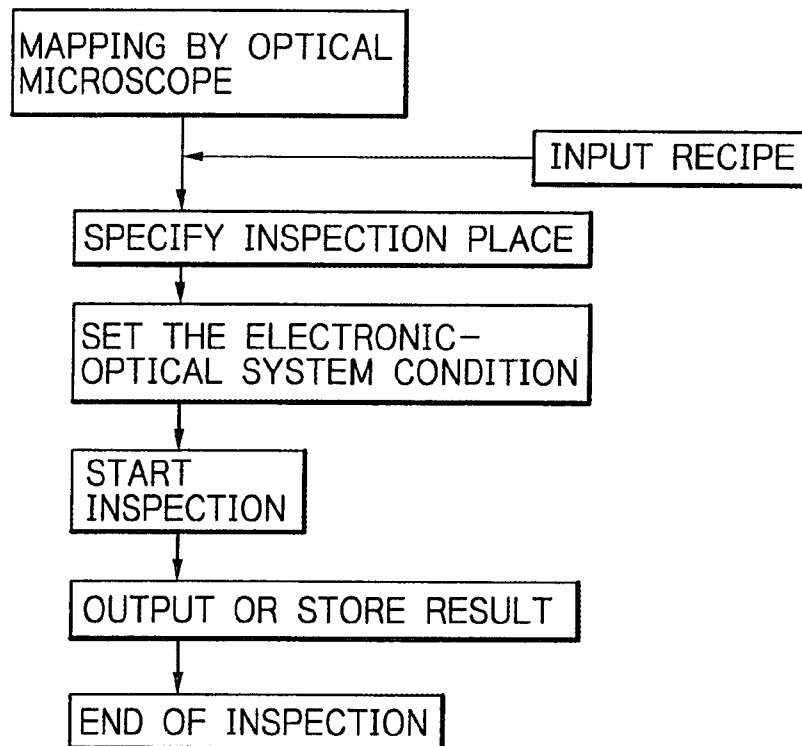 MAPPING BY OPTICAL
MICROSCOPE
INPUT RECIPE
SPECIFY INSPECTION PLACE
SET THE ELECTRONIC-
OPTICAL SYSTEM CONDITION
START
INSPECTION
OUTPUT OR STORE RESULT
END OF INSPECTION